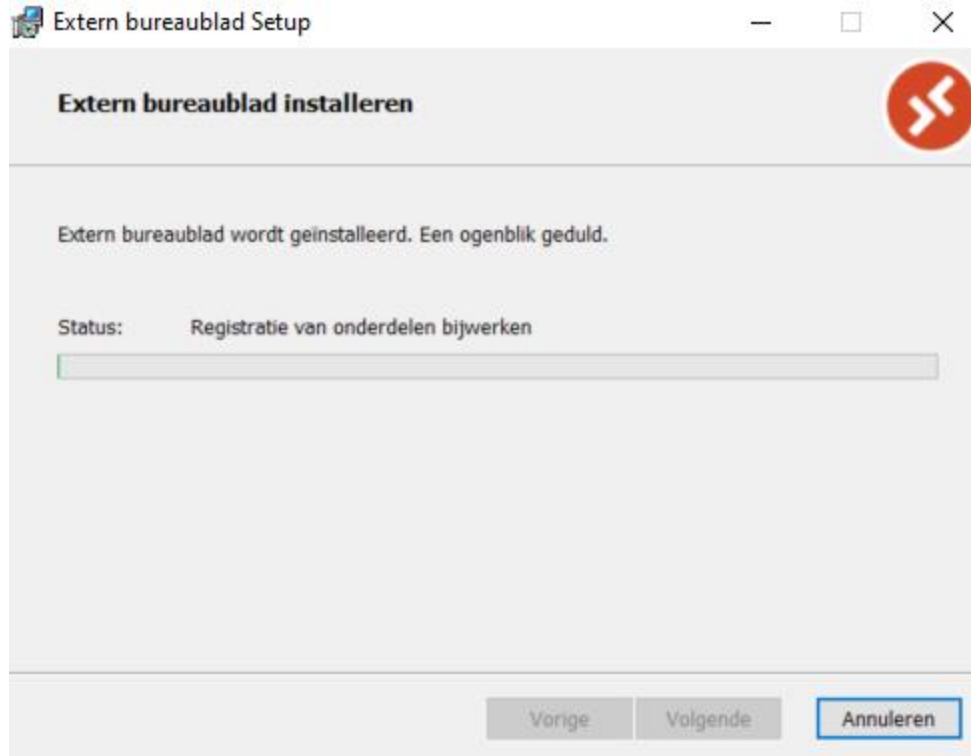 Extern bureaublad Setup
Extern bureaublad installeren
Extern bureaublad wordt geïnstalleerd. Een ogenblik geduld.
Status: Registratie van onderdelen bijwerken
Vorige Volgende Annuleren